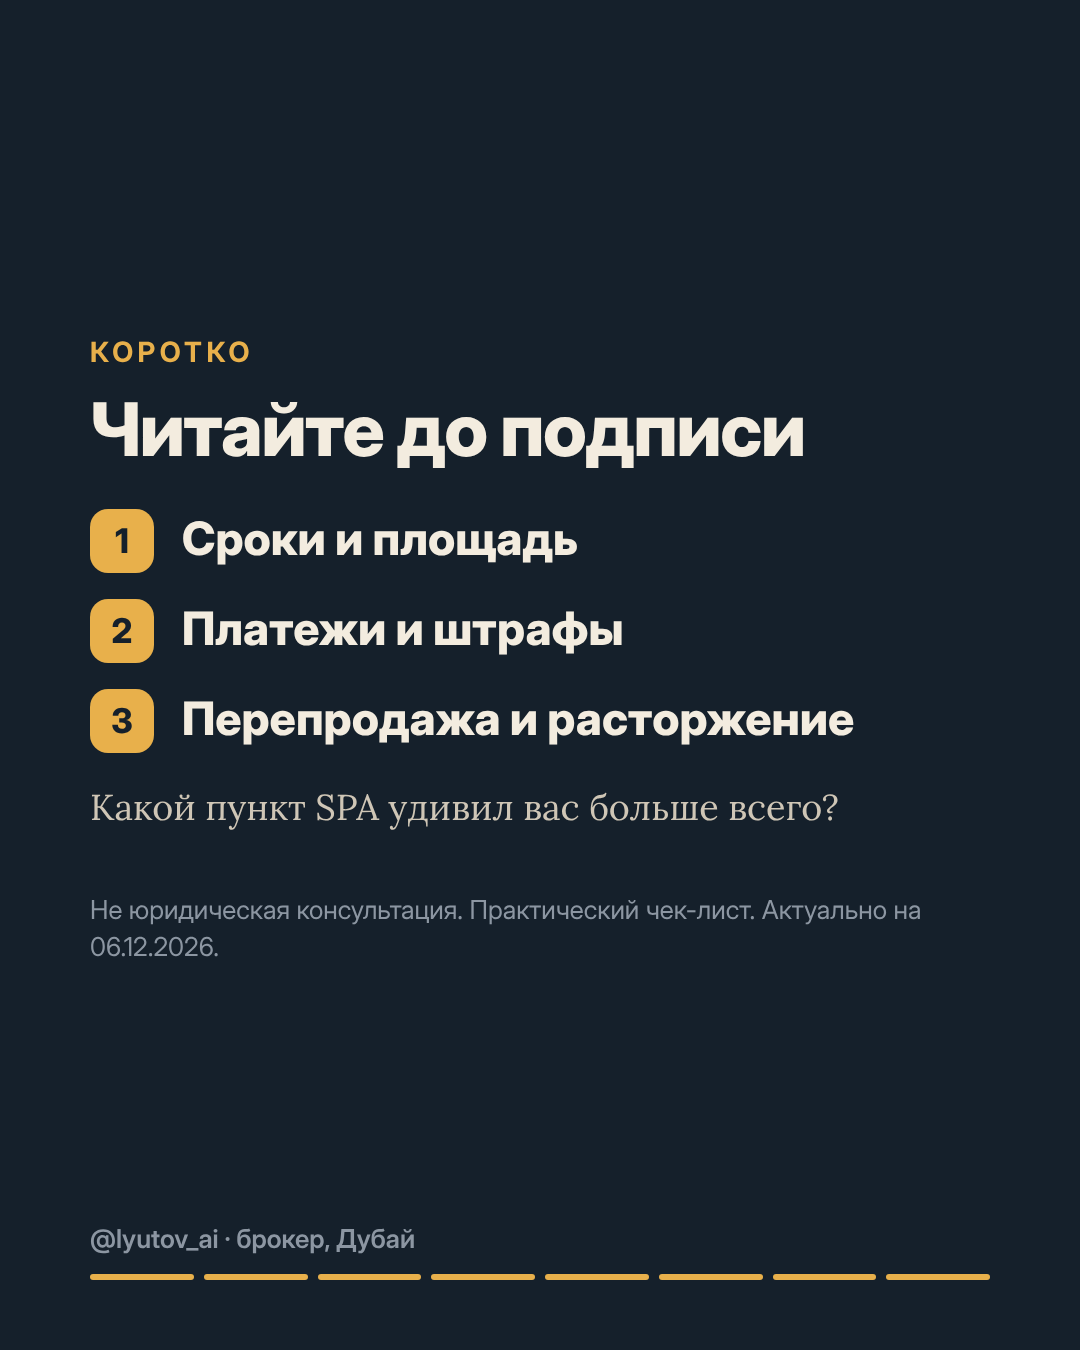 КОРОТКО
Читайте до подписи
1 Сроки и площадь
2 Платежи и штрафы
3 Перепродажа и расторжение
Какой пункт SPA удивил вас больше всего?
Не юридическая консультация. Практический чек-лист. Актуально на
06.12.2026.
@lyutov_ai · брокер, Дубай